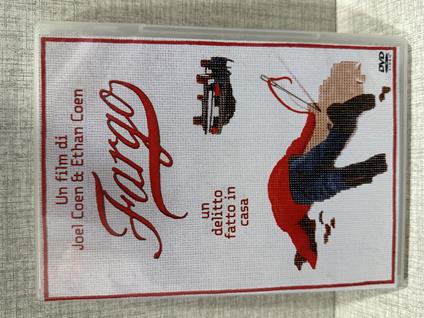 Un film di
Joel Coen & Ethan Coen
Fargo
un
delitto
fatto in
casa
DVD